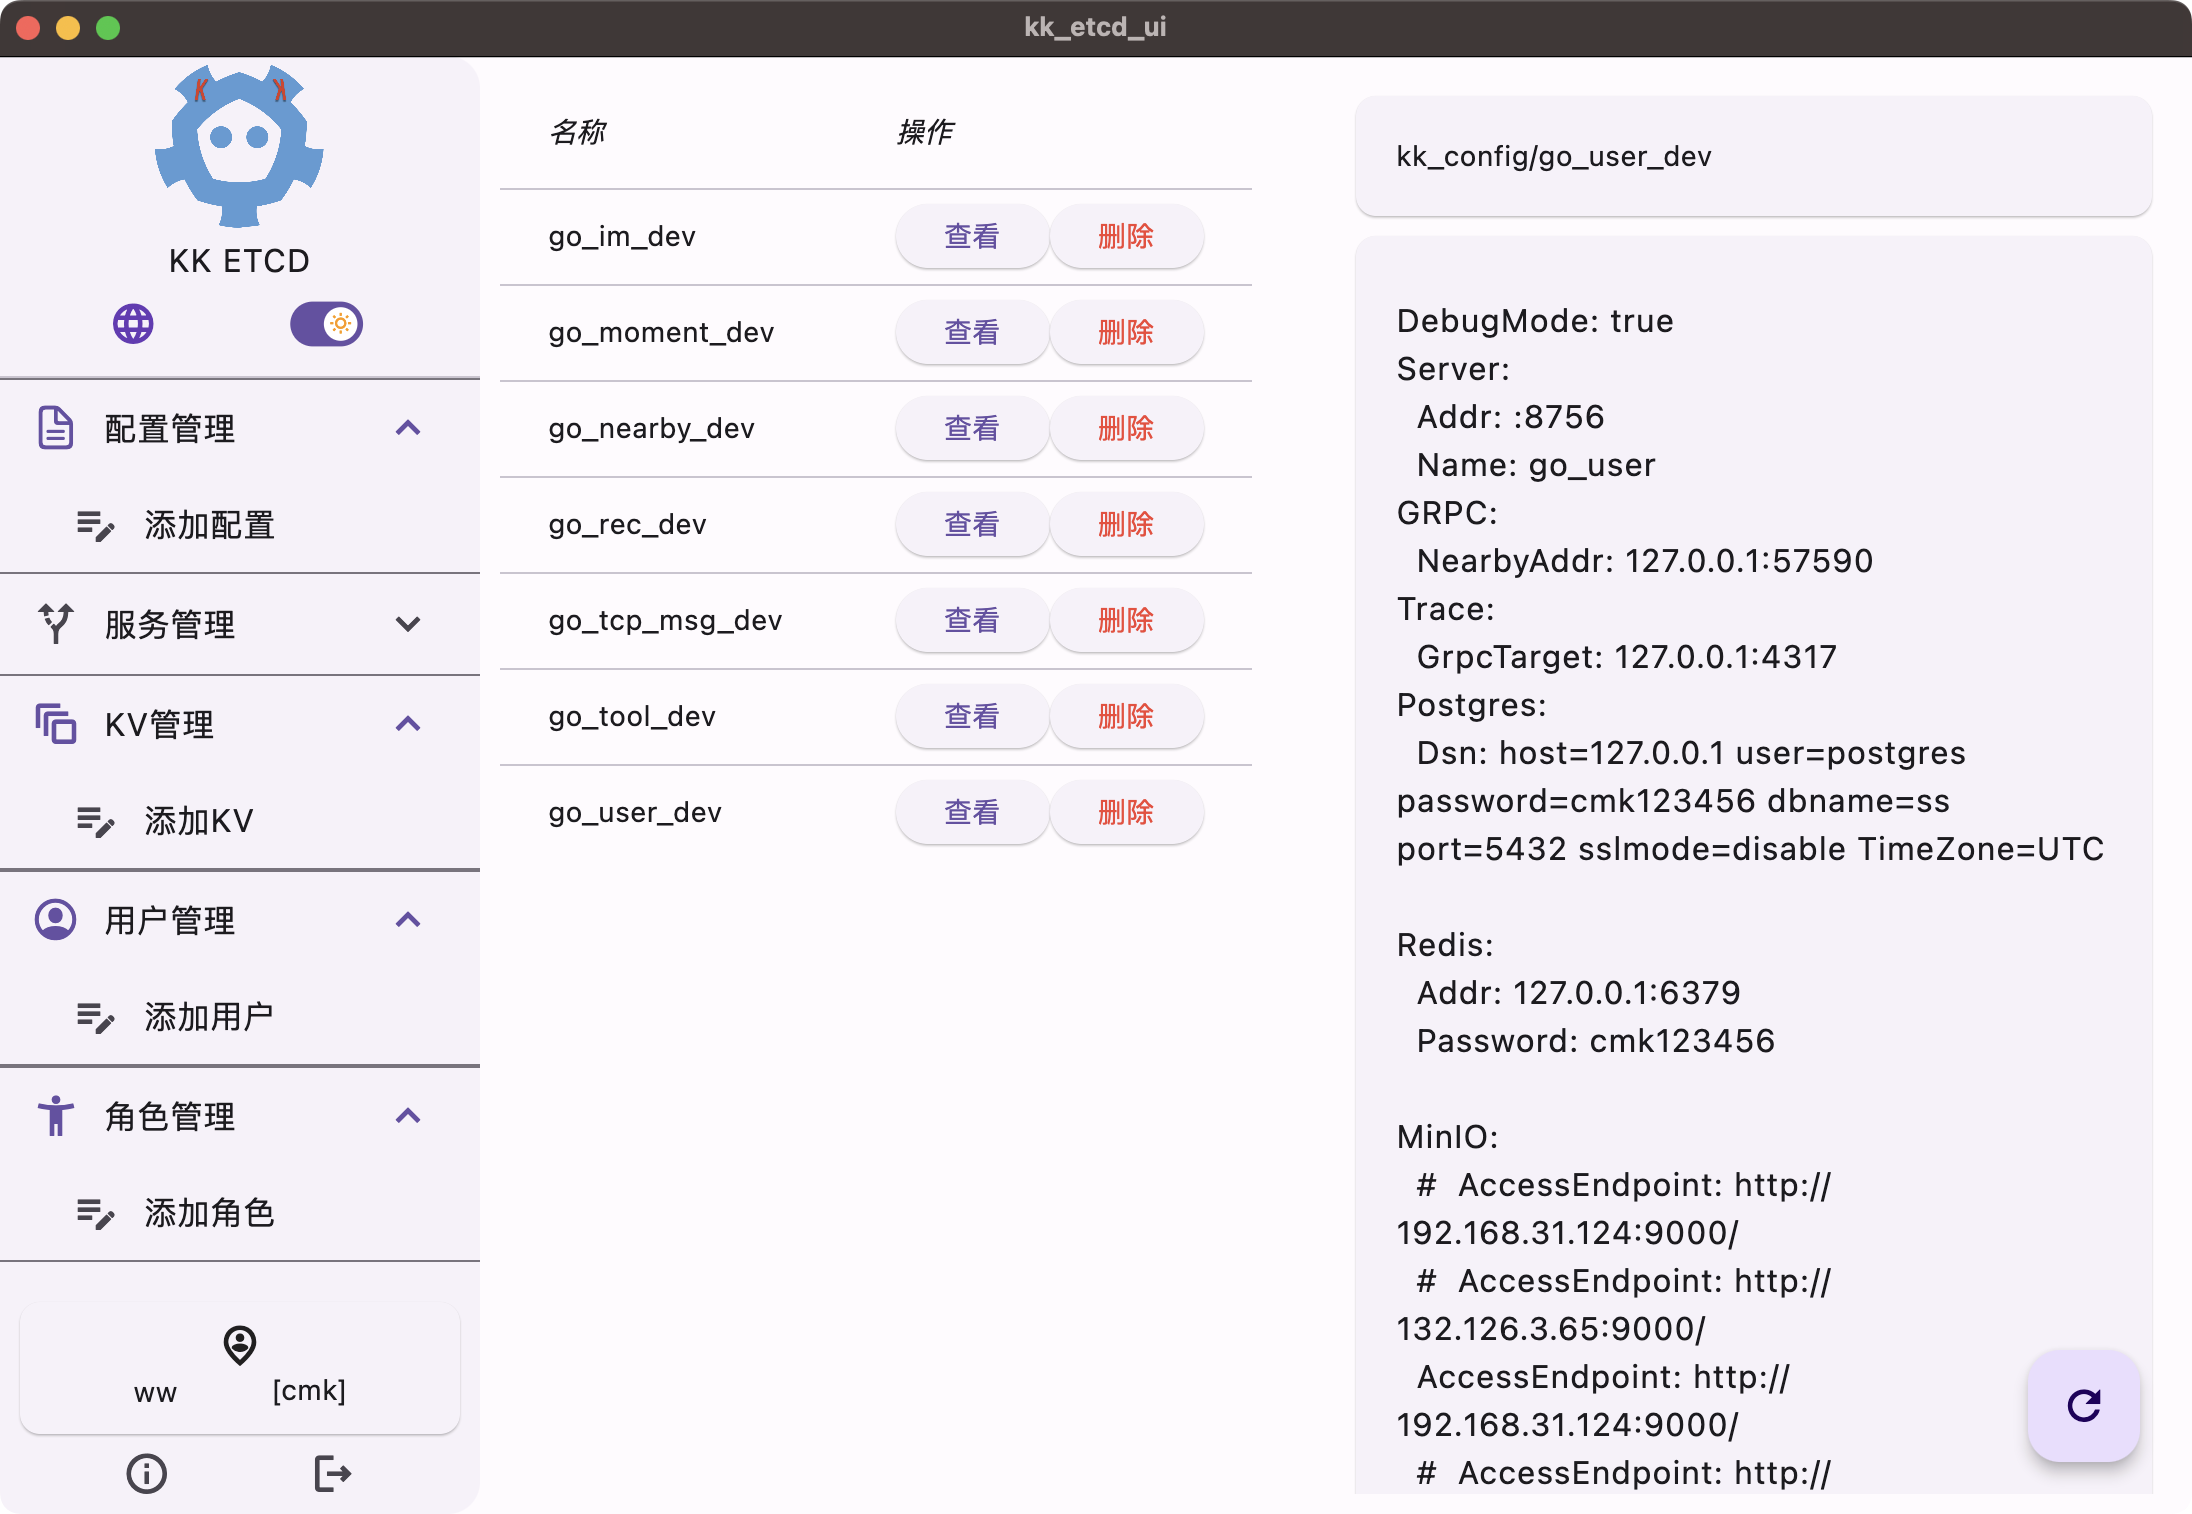 kk_etcd_ui
K K
KK ETCD
配置管理
添加配置
服务管理
KV管理
添加KV
用户管理
添加用户
角色管理
添加角色
ww [cmk]
名称 操作
go_im_dev 查看 删除
go_moment_dev 查看 删除
go_nearby_dev 查看 删除
go_rec_dev 查看 删除
go_tcp_msg_dev 查看 删除
go_tool_dev 查看 删除
go_user_dev 查看 删除
kk_config/go_user_dev
DebugMode: true
Server:
  Addr: :8756
  Name: go_user
GRPC:
  NearbyAddr: 127.0.0.1:57590
Trace:
  GrpcTarget: 127.0.0.1:4317
Postgres:
  Dsn: host=127.0.0.1 user=postgres
password=cmk123456 dbname=ss
port=5432 sslmode=disable TimeZone=UTC
Redis:
  Addr: 127.0.0.1:6379
  Password: cmk123456
MinIO:
  #  AccessEndpoint: http://
192.168.31.124:9000/
  #  AccessEndpoint: http://
132.126.3.65:9000/
  AccessEndpoint: http://
192.168.31.124:9000/
  #  AccessEndpoint: http://